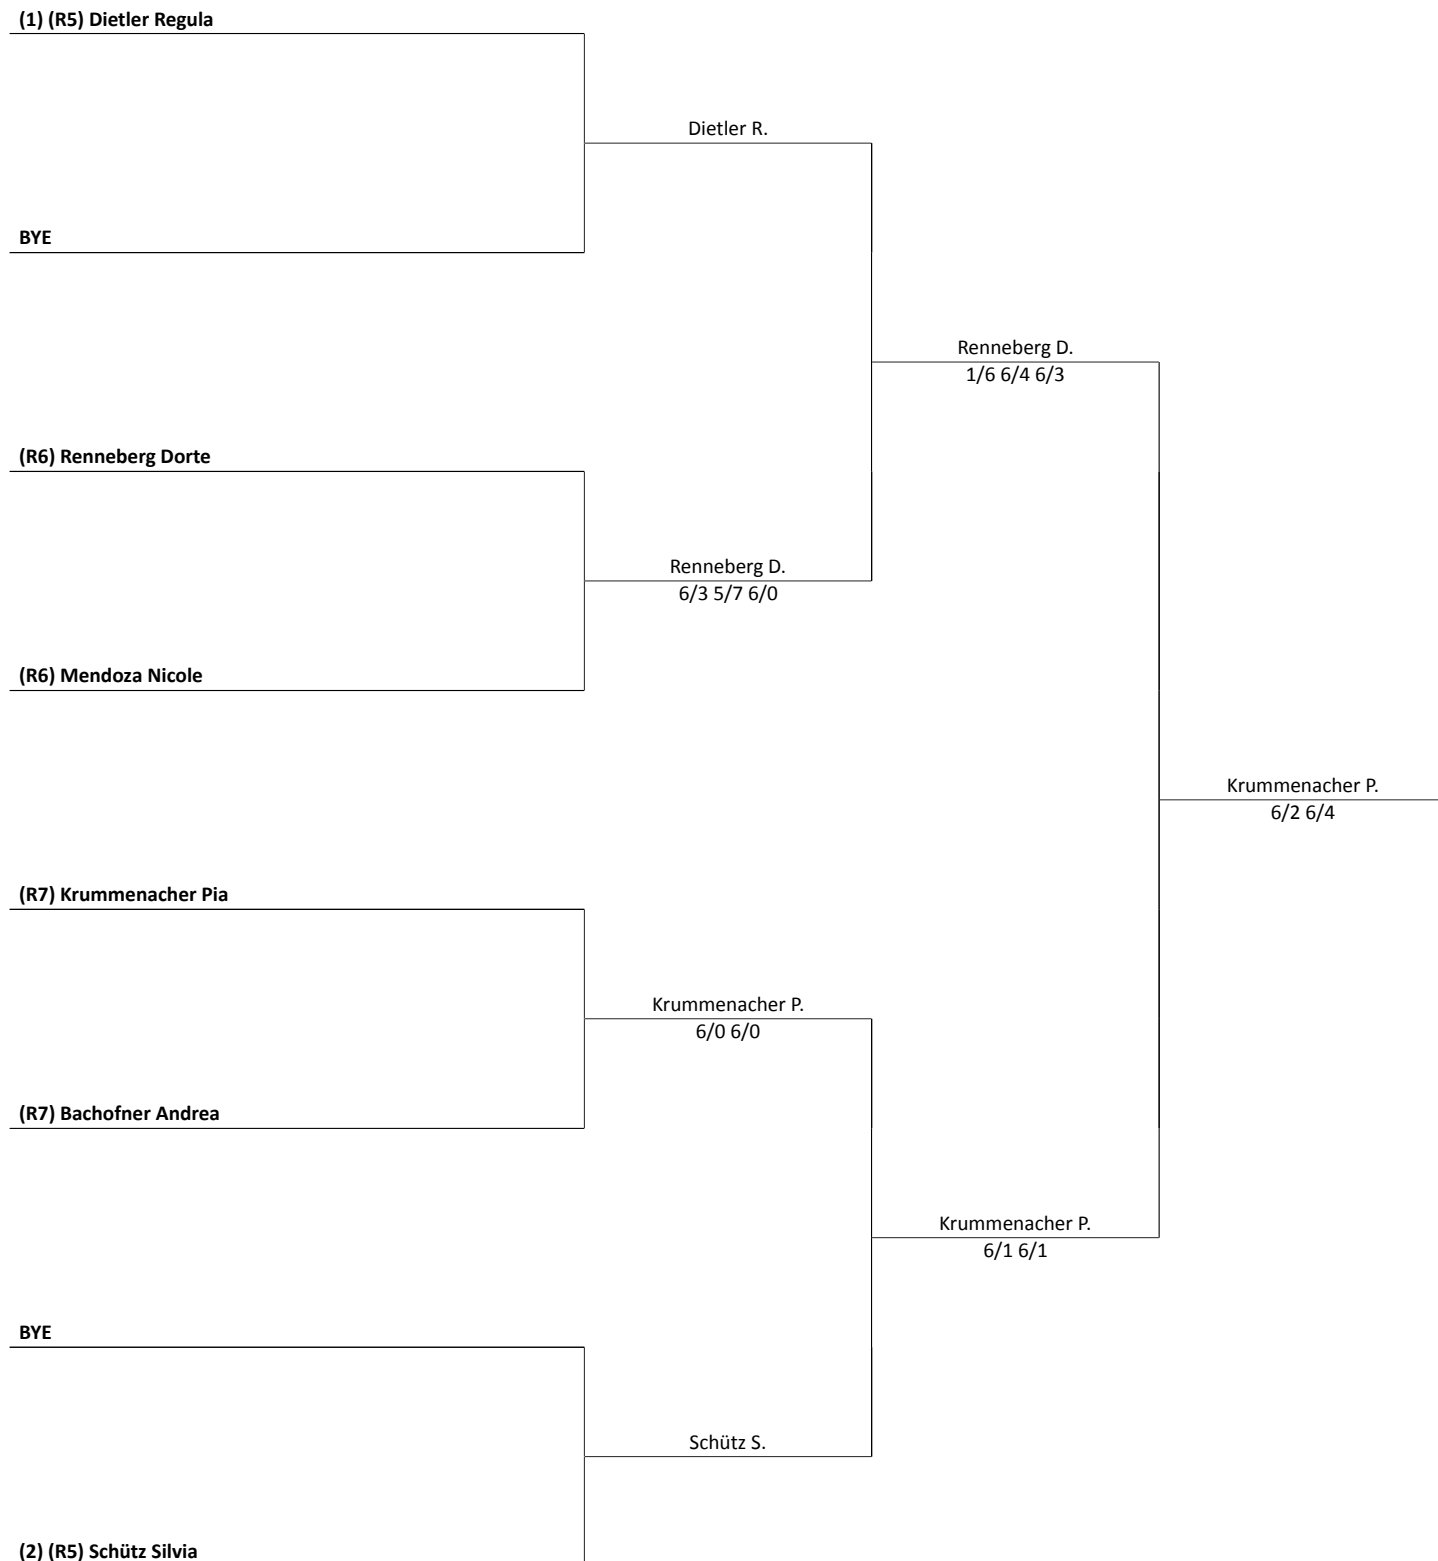 (1) (R5) Dietler Regula
Dietler R.
BYE
Renneberg D.
1/6 6/4 6/3
(R6) Renneberg Dorte
Renneberg D.
6/3 5/7 6/0
(R6) Mendoza Nicole
Krummenacher P.
6/2 6/4
(R7) Krummenacher Pia
Krummenacher P.
6/0 6/0
(R7) Bachofner Andrea
Krummenacher P.
6/1 6/1
BYE
Schütz S.
(2) (R5) Schütz Silvia